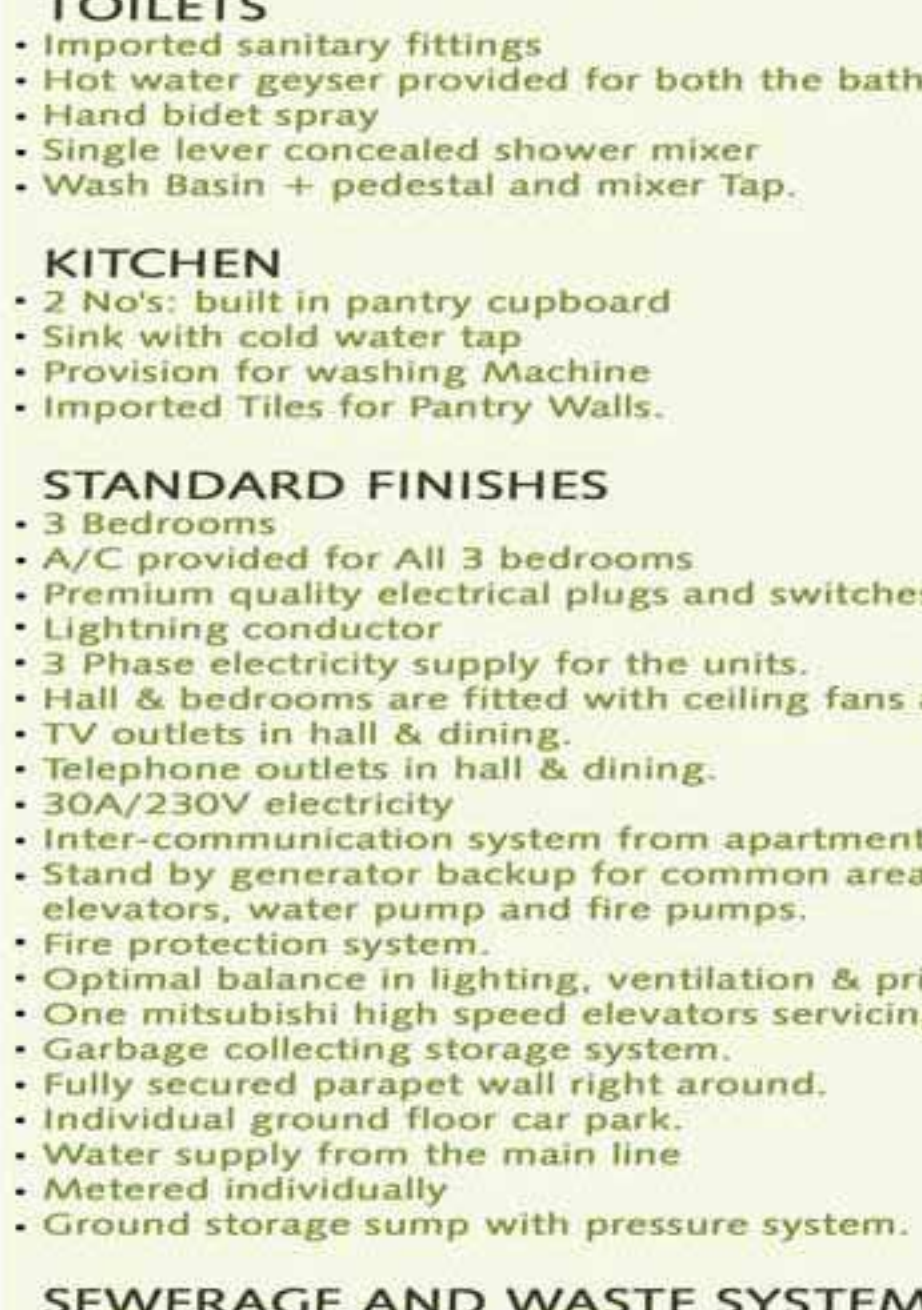 TOILETS
• Imported sanitary fittings
• Hot water geyser provided for both the bath
• Hand bidet spray
• Single lever concealed shower mixer
• Wash Basin + pedestal and mixer Tap.
KITCHEN
• 2 No's: built in pantry cupboard
• Sink with cold water tap
• Provision for washing Machine
• Imported Tiles for Pantry Walls.
STANDARD FINISHES
• 3 Bedrooms
• A/C provided for All 3 bedrooms
• Premium quality electrical plugs and switches
• Lightning conductor
• 3 Phase electricity supply for the units.
• Hall & bedrooms are fitted with ceiling fans
• TV outlets in hall & dining.
• Telephone outlets in hall & dining.
• 30A/230V electricity
• Inter-communication system from apartment
• Stand by generator backup for common area
elevators, water pump and fire pumps.
• Fire protection system.
• Optimal balance in lighting, ventilation & pri
• One mitsubishi high speed elevators servicin
• Garbage collecting storage system.
• Fully secured parapet wall right around.
• Individual ground floor car park.
• Water supply from the main line
• Metered individually
• Ground storage sump with pressure system.
SEWERAGE AND WASTE SYSTEM